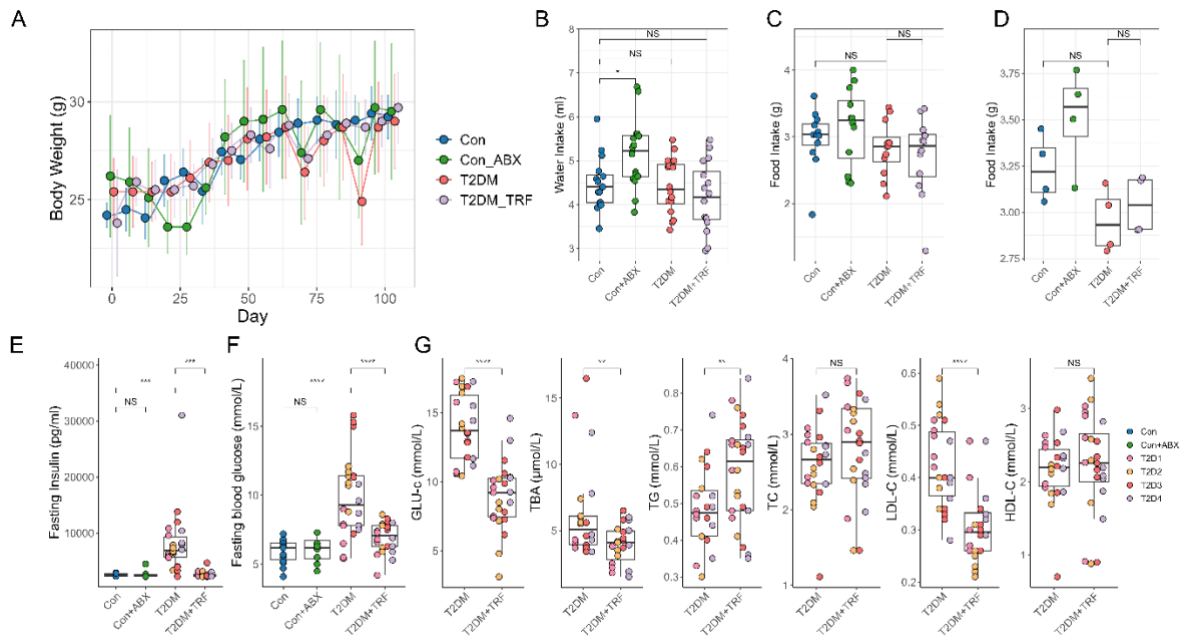 A
B
C
D
Body Weight (g)
29
25
0
25
50
75
100
Day
Con
Con_ABX
T2DM
T2DM_TRF
Water Intake (ml)
8
7
6
5
4
3
NS
NS
Con
Con+ABX
T2DM
T2DM+TRF
Food Intake (g)
4
2
NS
NS
Con
Con+ABX
T2DM
T2DM+TRF
Food Intake (g)
3.75
3.50
3.25
3.00
2.75
NS
NS
Con
Con+ABX
T2DM
T2DM+TRF
E
F
G
Fasting Insulin (pg/ml)
40000
30000
20000
10000
NS
Con
Con+ABX
T2DM
T2DM+TRF
Fasting blood glucose (mmol/L)
15
10
5
NS
Con
Con+ABX
T2DM
T2DM+TRF
GLU-c (mmol/L)
15
10
5
T2DM
T2DM+TRF
TBA (μmol/L)
15
10
5
T2DM
T2DM+TRF
TG (mmol/L)
0.8
0.7
0.6
0.5
0.4
0.3
T2DM
T2DM+TRF
TC (mmol/L)
4
3
2
1
NS
T2DM
T2DM+TRF
LDL-C (mmol/L)
0.6
0.5
0.4
0.3
0.2
T2DM
T2DM+TRF
HDL-C (mmol/L)
3
2
1
NS
T2DM
T2DM+TRF
Con
Con+ABX
T2D1
T2D2
T2D3
T2D4